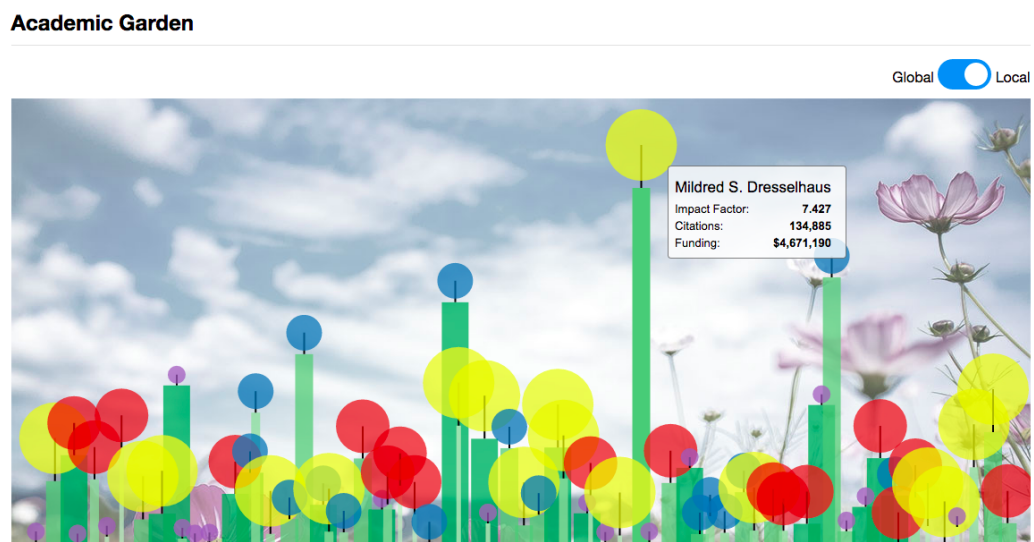 Academic Garden
Global Local
Mildred S. Dresselhaus
Impact Factor: 7.427
Citations: 134,885
Funding: $4,671,190